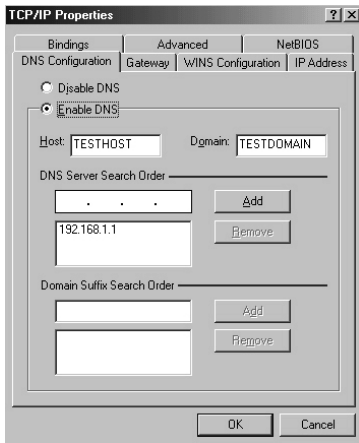 TCP/IP Properties
Bindings Advanced NetBIOS
DNS Configuration Gateway WINS Configuration IP Address
Disable DNS
Enable DNS
Host: TESTHOST Domain: TESTDOMAIN
DNS Server Search Order
. . . Add
192.168.1.1 Remove
Domain Suffix Search Order
Add
Remove
OK Cancel